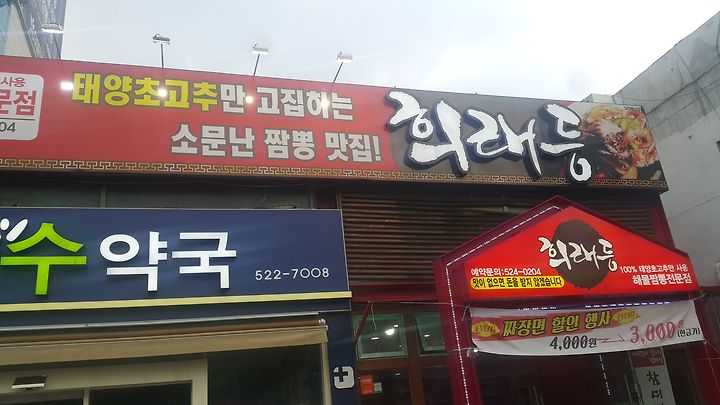 사용
문점
04
태양초고추만 고집하는
소문난 짬뽕 맛집!
희래등
수약국
522-7008
희래등
예약문의:524-0204
맛이 없으면 돈을 받지 않겠습니다
100% 태양초고추만 사용
해물짬뽕전문점
EVENT 짜장면 할인 행사 EVENT
4,000원 3,000원 (현금가)